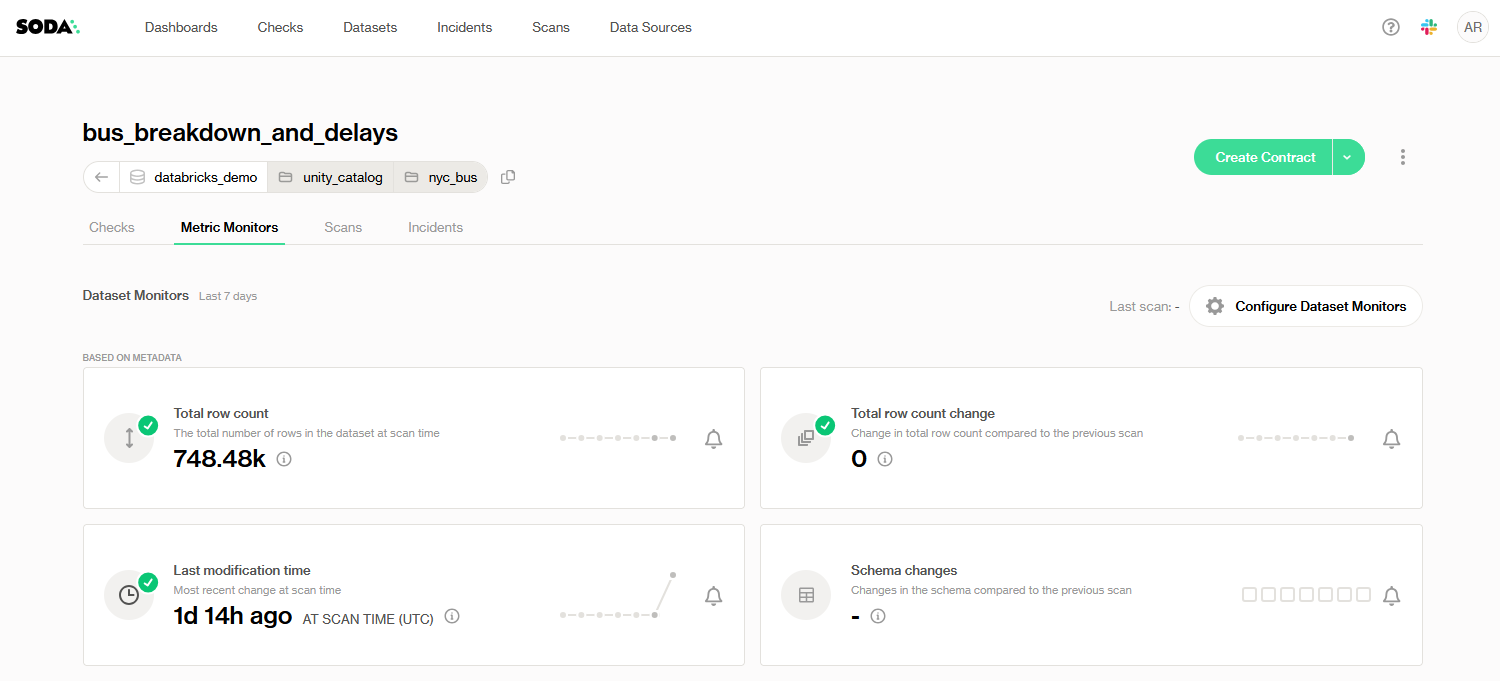 SODA
Dashboards Checks Datasets Incidents Scans Data Sources
AR
bus_breakdown_and_delays
databricks_demo unity_catalog nyc_bus
Create Contract
Checks Metric Monitors Scans Incidents
Dataset Monitors Last 7 days
Last scan: - Configure Dataset Monitors
BASED ON METADATA
Total row count
The total number of rows in the dataset at scan time
748.48k
Total row count change
Change in total row count compared to the previous scan
0
Last modification time
Most recent change at scan time
1d 14h ago AT SCAN TIME (UTC)
Schema changes
Changes in the schema compared to the previous scan
-